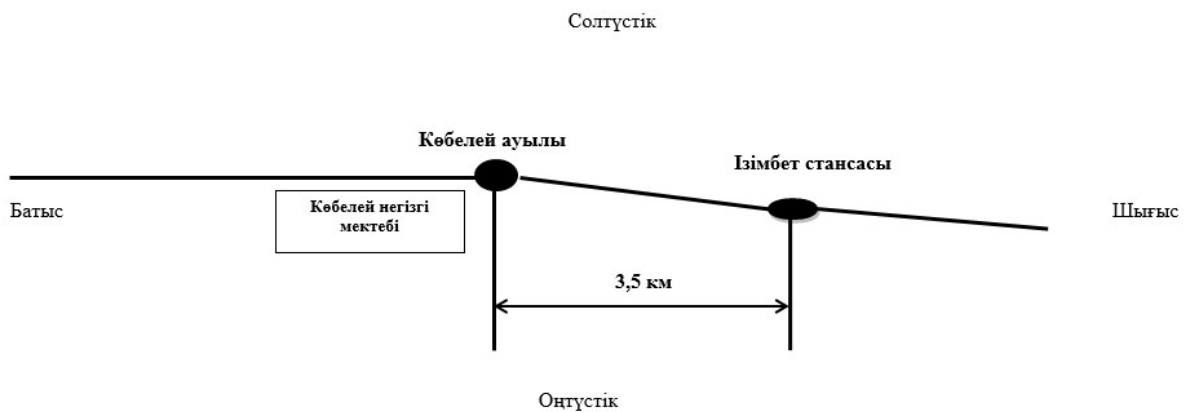 Солтүстік
Көбелей ауылы
Ізімбет стансасы
Батыс
Көбелей негізгі
мектебі
Шығыс
3,5 км
Оңтүстік